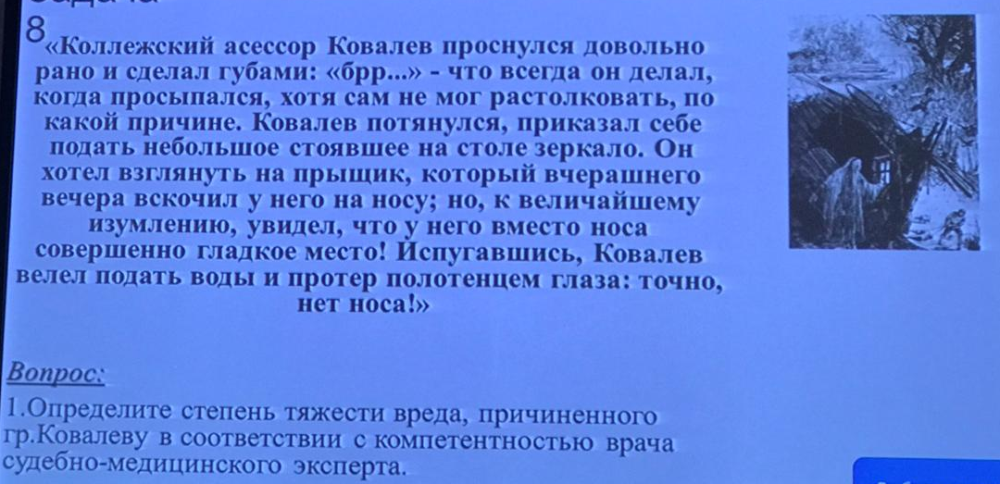 8
«Коллежский асессор Ковалев проснулся довольно
рано и сделал губами: «брр...» - что всегда он делал,
когда просыпался, хотя сам не мог растолковать, по
какой причине. Ковалев потянулся, приказал себе
подать небольшое стоявшее на столе зеркало. Он
хотел взглянуть на прыщик, который вчерашнего
вечера вскочил у него на носу; но, к величайшему
изумлению, увидел, что у него вместо носа
совершенно гладкое место! Испугавшись, Ковалев
велел подать воды и протер полотенцем глаза: точно,
нет носа!»
Вопрос:
1.Определите степень тяжести вреда, причиненного
гр.Ковалеву в соответствии с компетентностью врача
судебно-медицинского эксперта.